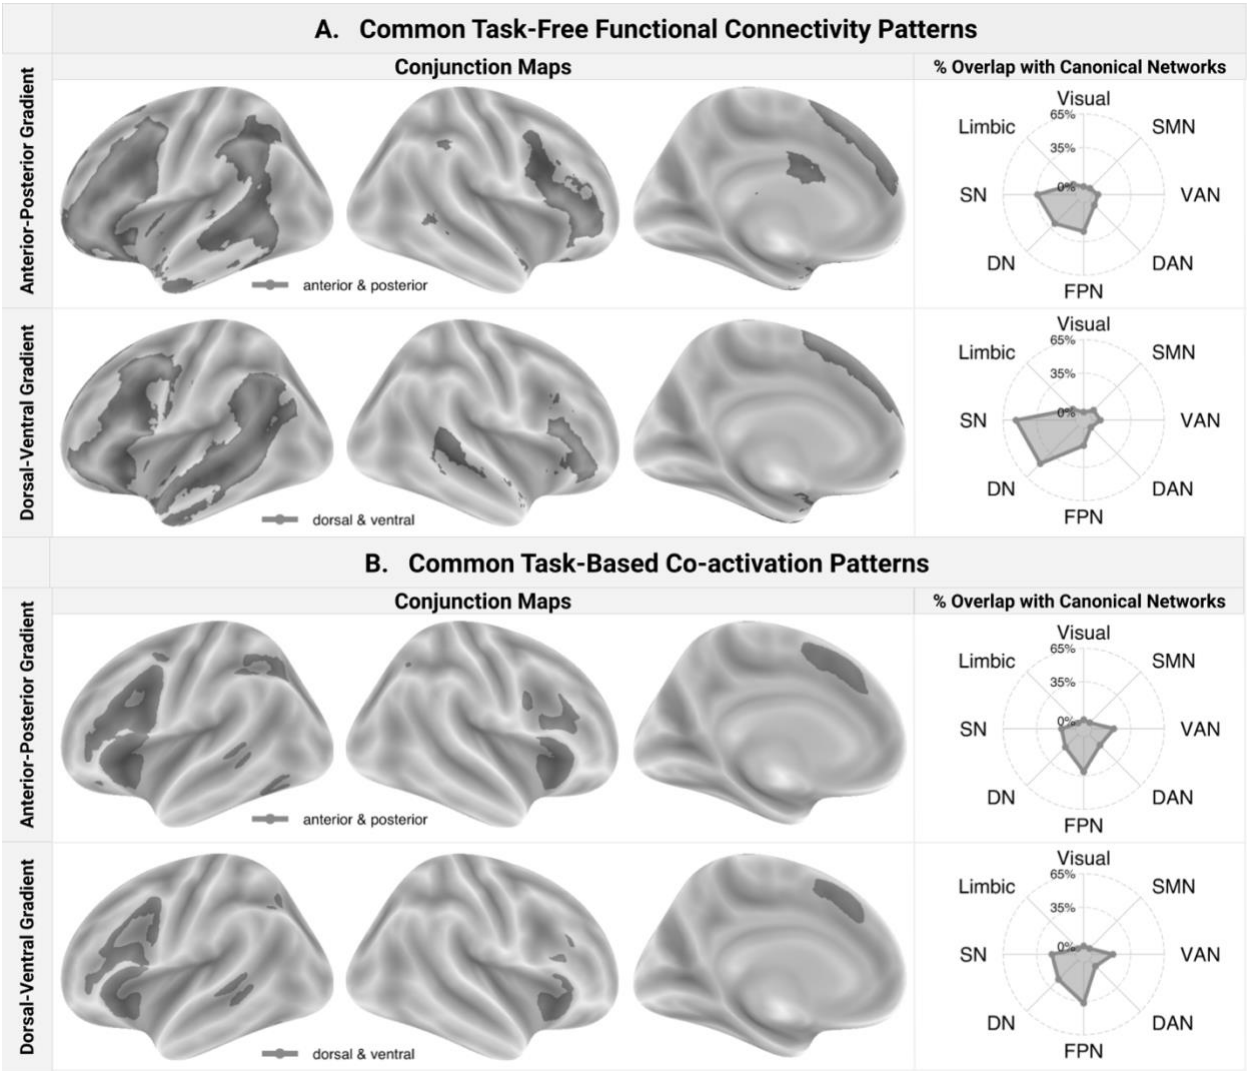 A. Common Task-Free Functional Connectivity Patterns
Conjunction Maps
% Overlap with Canonical Networks
Anterior-Posterior Gradient
anterior & posterior
Visual
65%
Limbic
SMN
35%
0%
SN
VAN
DN
DAN
FPN
Dorsal-Ventral Gradient
dorsal & ventral
Visual
65%
Limbic
SMN
35%
0%
SN
VAN
DN
DAN
FPN
B. Common Task-Based Co-activation Patterns
Conjunction Maps
% Overlap with Canonical Networks
Anterior-Posterior Gradient
anterior & posterior
Visual
65%
Limbic
SMN
35%
0%
SN
VAN
DN
DAN
FPN
Dorsal-Ventral Gradient
dorsal & ventral
Visual
65%
Limbic
SMN
35%
0%
SN
VAN
DN
DAN
FPN